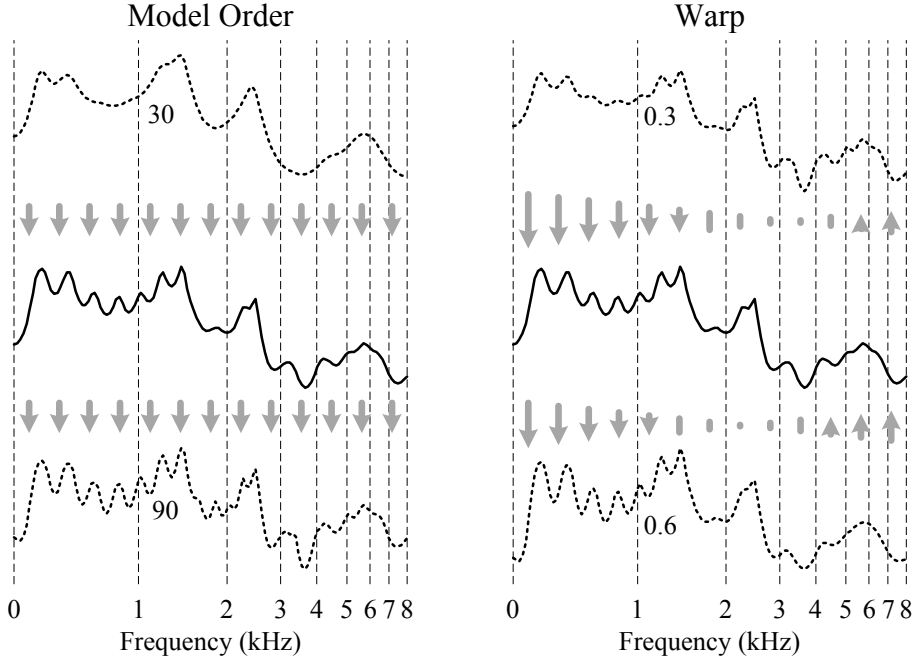 Model Order Warp
30 0.3
90 0.6
0 1 2 3 4 5 6 7 8 0 1 2 3 4 5 6 7 8
Frequency (kHz) Frequency (kHz)